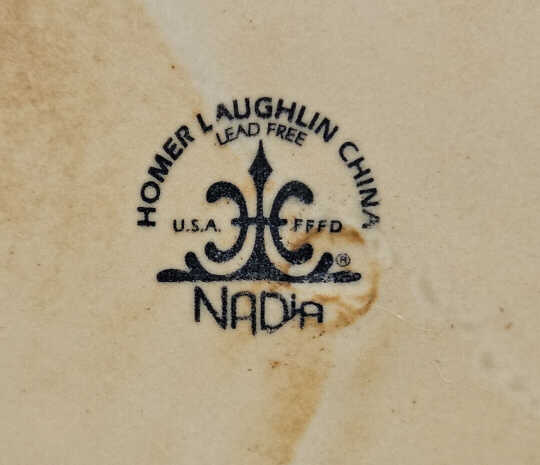 HOMER LAUGHLIN CHINA
LEAD FREE
U.S.A. FFFD
®
NADiA